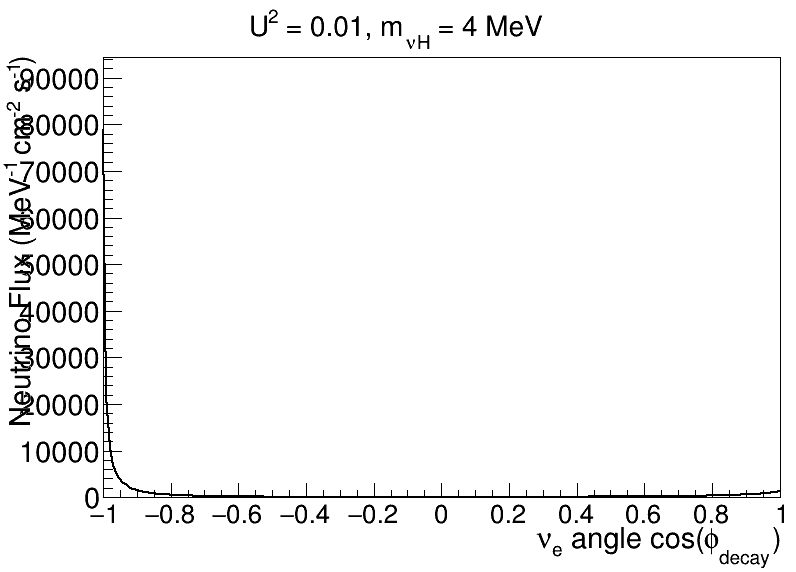 U² = 0.01, m_νH = 4 MeV
Neutrino Flux (MeV⁻¹ cm⁻² s⁻¹)
90000
80000
70000
60000
50000
40000
30000
20000
10000
0
−1 −0.8 −0.6 −0.4 −0.2 0 0.2 0.4 0.6 0.8 1
ν_e angle cos(ϕ_decay)